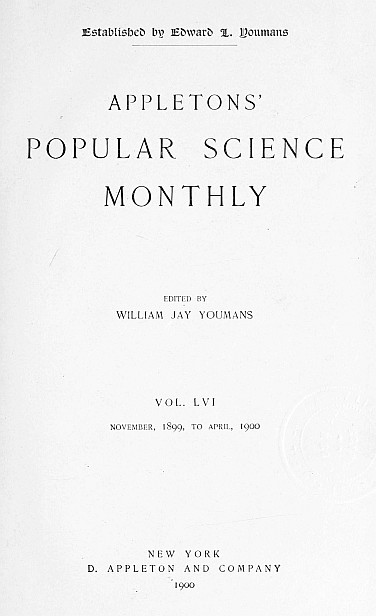 Established by Edward L. Youmans
APPLETONS'
POPULAR SCIENCE
MONTHLY
EDITED BY
WILLIAM JAY YOUMANS
VOL. LVI
NOVEMBER, 1899, TO APRIL, 1900
NEW YORK
D. APPLETON AND COMPANY
1900